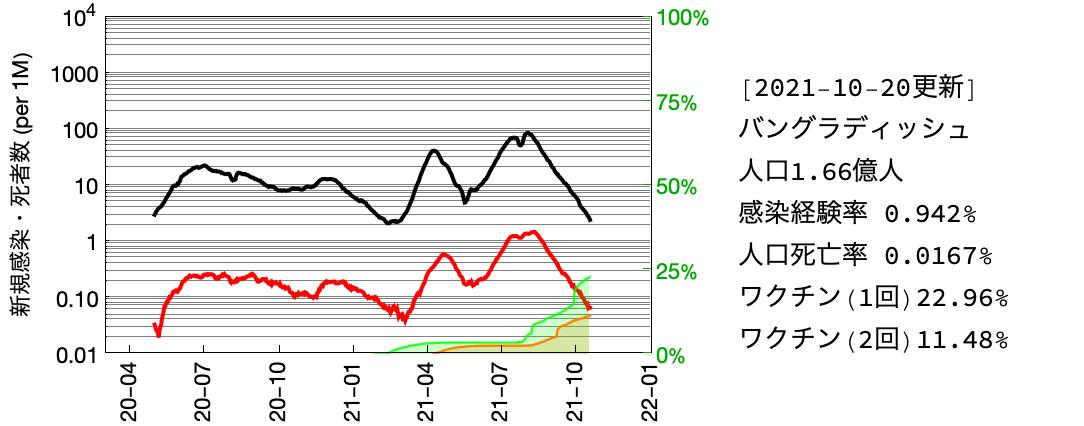 10⁴
1000
100
10
1
0.10
0.01
新規感染・死者数 (per 1M)
100%
75%
50%
25%
0%
20-04
20-07
20-10
21-01
21-04
21-07
21-10
22-01
[2021-10-20更新]
バングラディッシュ
人口1.66億人
感染経験率 0.942%
人口死亡率 0.0167%
ワクチン(1回)22.96%
ワクチン(2回)11.48%